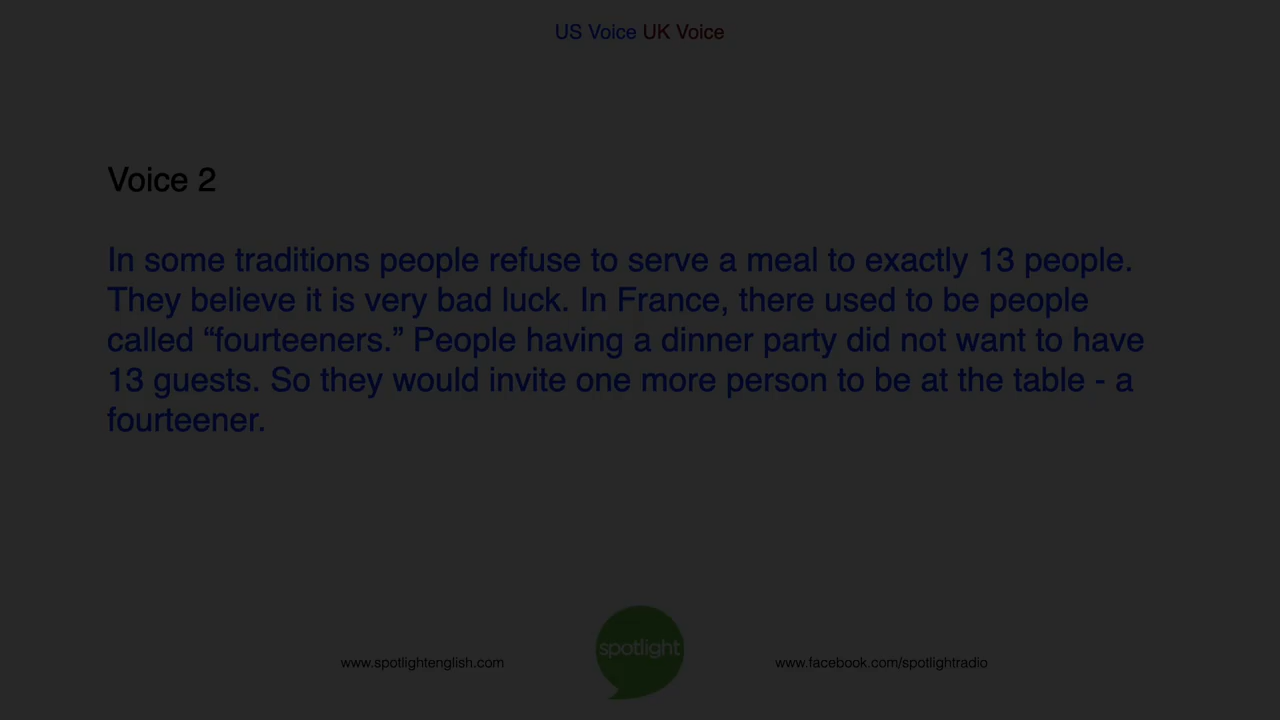 US Voice UK Voice
Voice 2
In some traditions people refuse to serve a meal to exactly 13 people.
They believe it is very bad luck. In France, there used to be people
called “fourteeners.” People having a dinner party did not want to have
13 guests. So they would invite one more person to be at the table - a
fourteener.
spotlight
www.spotlightenglish.com
www.facebook.com/spotlightradio